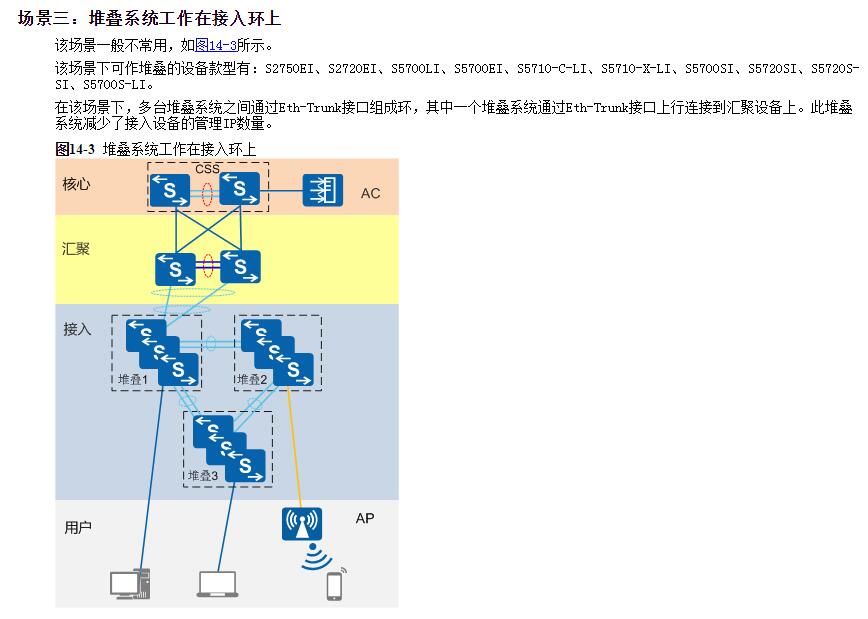 场景三：堆叠系统工作在接入环上
该场景一般不常用，如图14-3所示。
该场景下可作堆叠的设备款型有：S2750EI、S2720EI、S5700LI、S5700EI、S5710-C-LI、S5710-X-LI、S5700SI、S5720SI、S5720S-
SI、S5700S-LI。
在该场景下，多台堆叠系统之间通过Eth-Trunk接口组成环，其中一个堆叠系统通过Eth-Trunk接口上行连接到汇聚设备上。此堆叠
系统减少了接入设备的管理IP数量。
图14-3 堆叠系统工作在接入环上
CSS
核心
S
S
AC
汇聚
S
S
接入
S
S
S
S
S
S
堆叠1
堆叠2
S
S
S
堆叠3
用户
AP